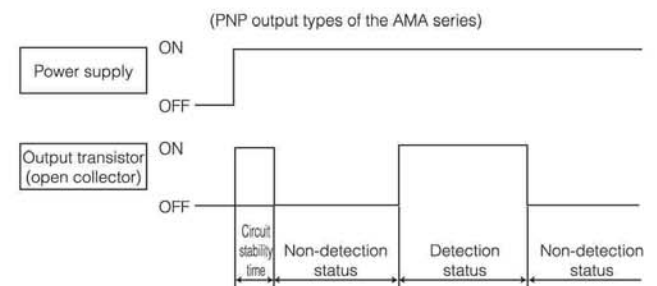 (PNP output types of the AMA series)
ON
Power supply
OFF
ON
Output transistor
(open collector)
OFF
Circuit
stability
time
Non-detection
status
Detection
status
Non-detection
status